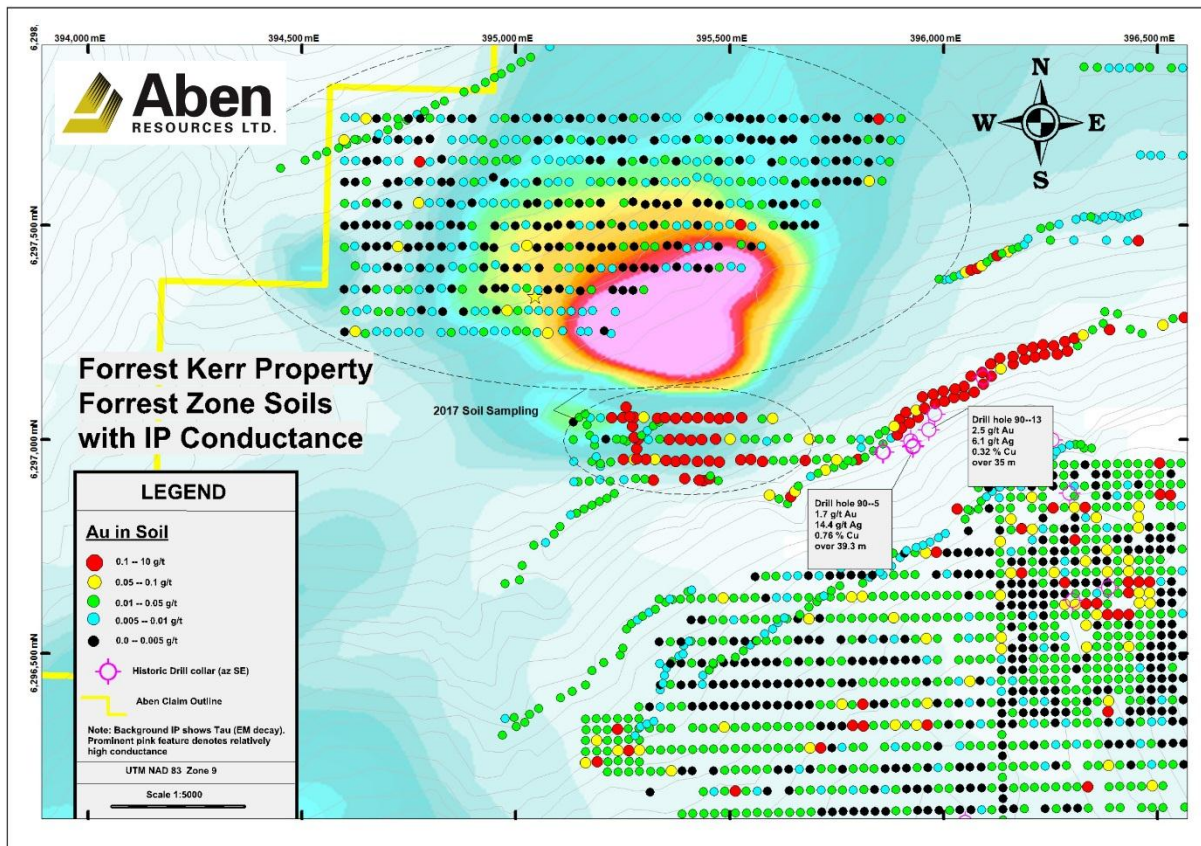 6,298,
394,000 mE
394,500 mE
395,000 mE
395,500 mE
396,000 mE
396,500 mE
Aben
RESOURCES LTD.
N
W
E
S
6,297,500 mN
Forrest Kerr Property
Forrest Zone Soils
with IP Conductance
2017 Soil Sampling
6,297,000 mN
Drill hole 90--13
2.5 g/t Au
6.1 g/t Ag
0.32 % Cu
over 35 m
Drill hole 90--5
1.7 g/t Au
14.4 g/t Ag
0.76 % Cu
over 39.3 m
6,296,500 mN
LEGEND
Au in Soil
0.1 -- 10 g/t
0.05 -- 0.1 g/t
0.01 -- 0.05 g/t
0.005 -- 0.01 g/t
0.0 -- 0.005 g/t
Historic Drill collar (az SE)
Aben Claim Outline
Note: Background IP shows Tau (EM decay).
Prominent pink feature denotes relatively
high conductance
UTM NAD 83 Zone 9
Scale 1:5000